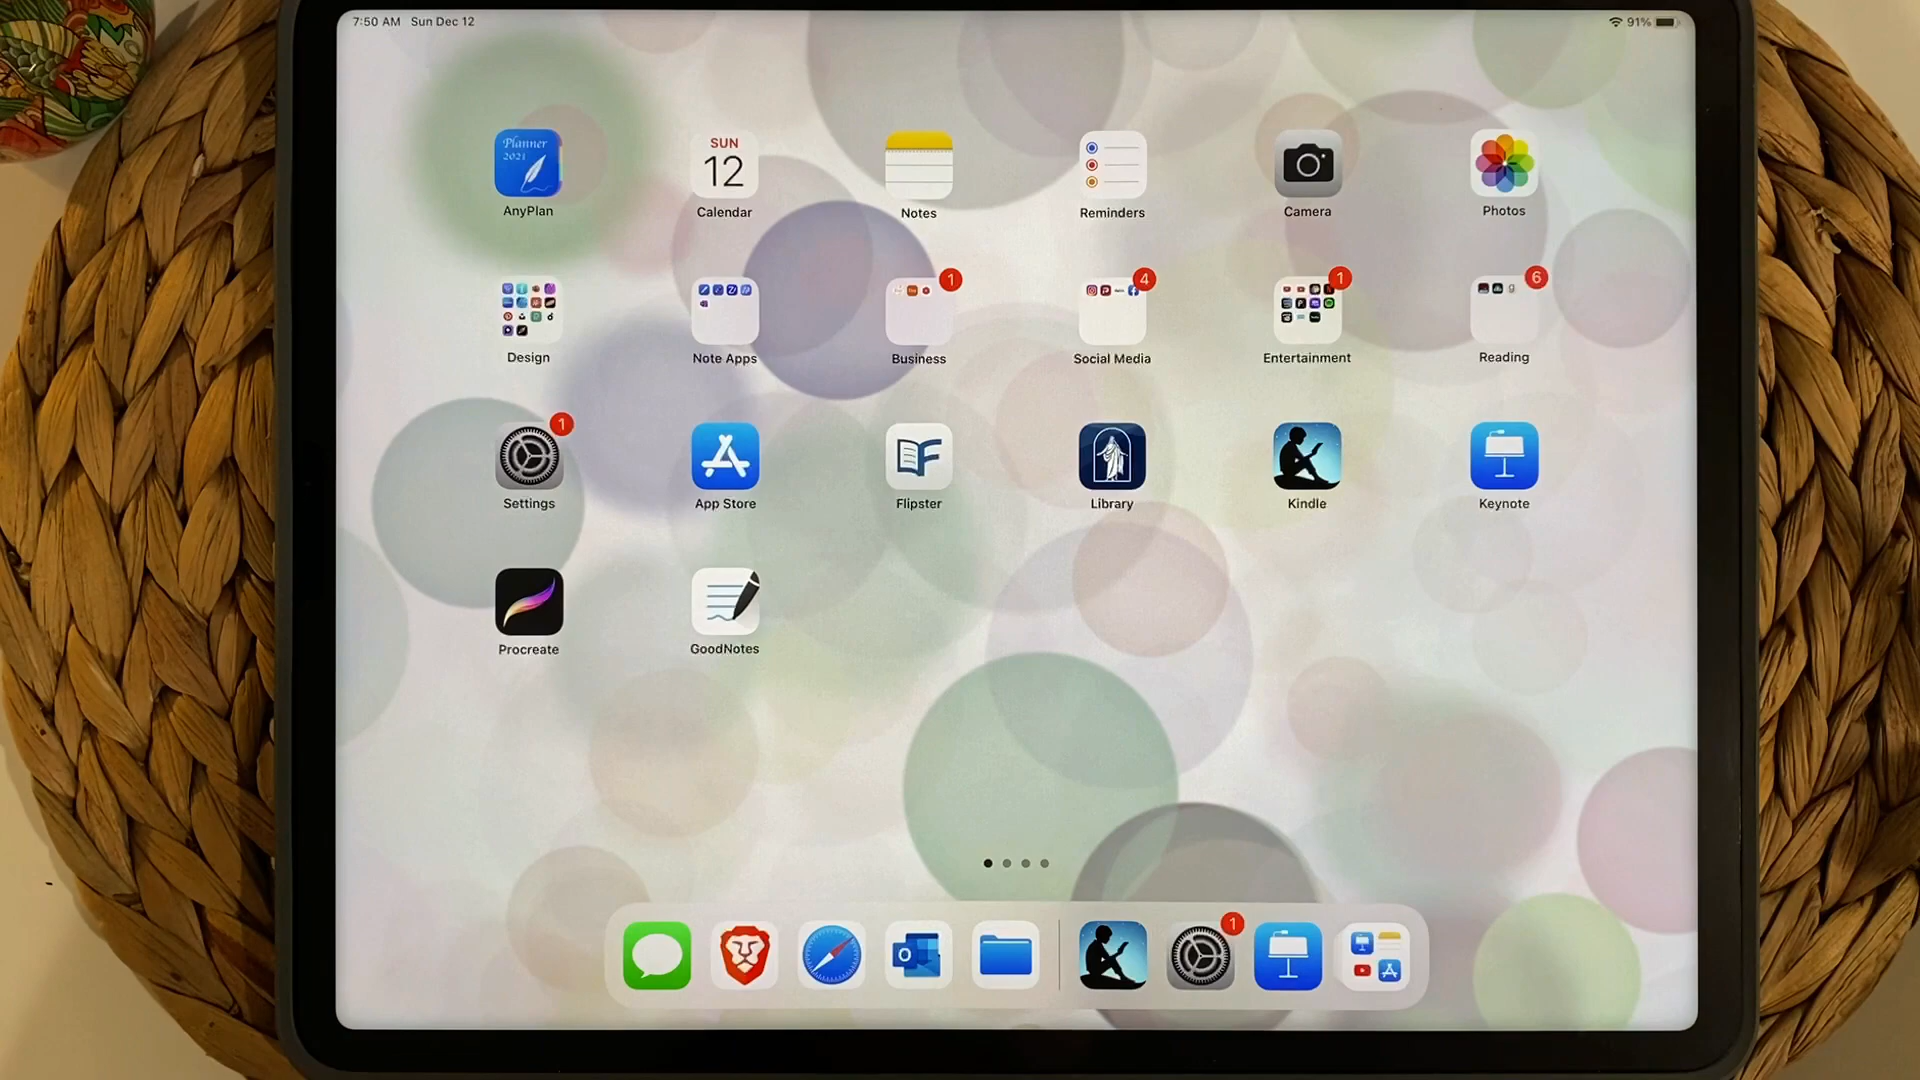 7:50 AM Sun Dec 12
91%
Planner
2021
SUN
12
AnyPlan
Calendar
Notes
Reminders
Camera
Photos
1
4
1
6
Design
Note Apps
Business
Social Media
Entertainment
Reading
1
Settings
App Store
Flipster
Library
Kindle
Keynote
Procreate
GoodNotes
1